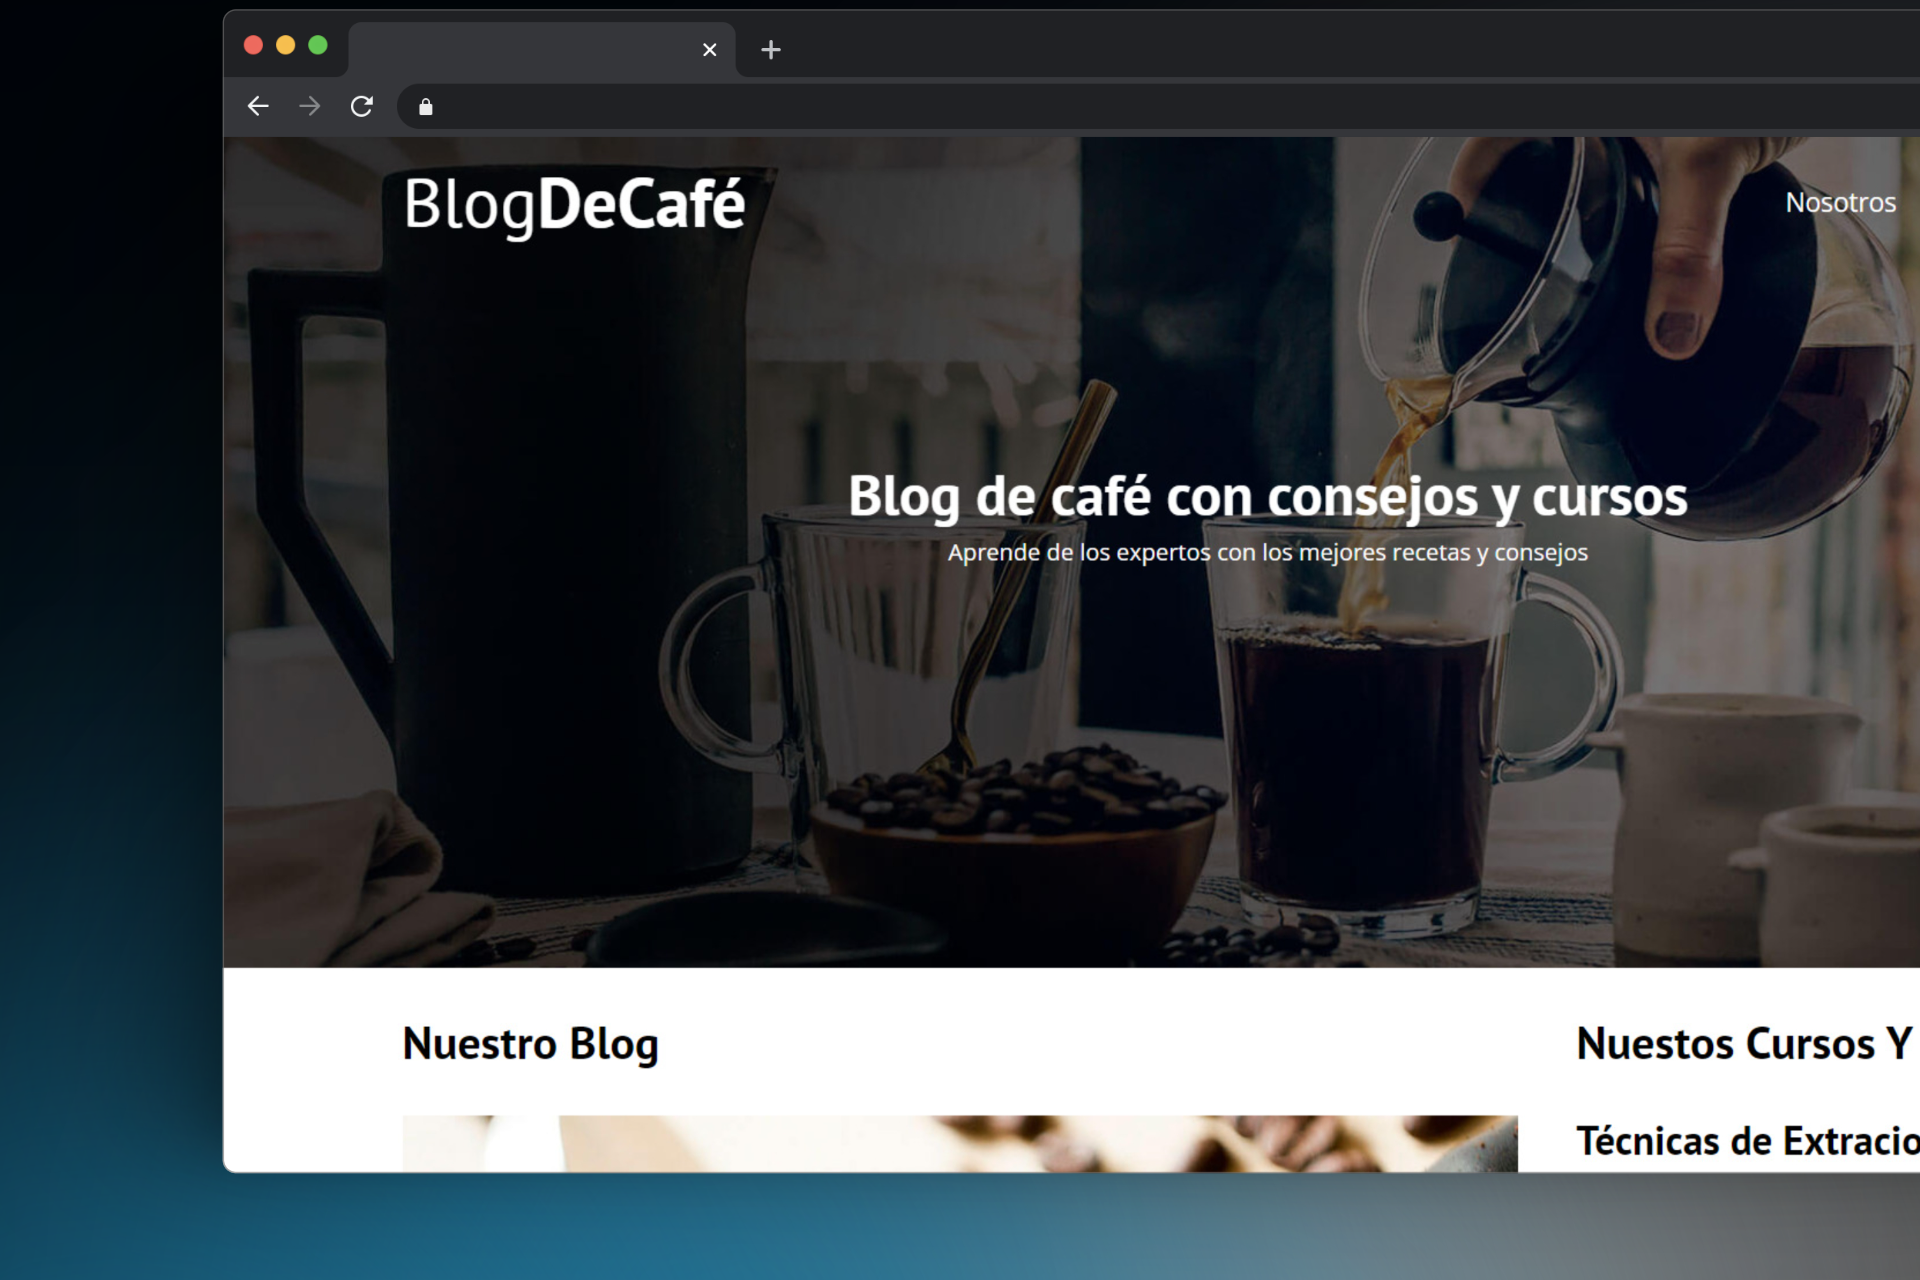 BlogDeCafé
Nosotros
Blog de café con consejos y cursos
Aprende de los expertos con los mejores recetas y consejos
Nuestro Blog
Nuestos Cursos Y
Técnicas de Extracio